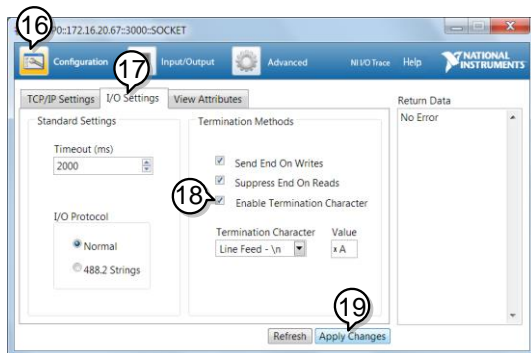 16
P0::172.16.20.67::3000::SOCKET
Configuration
17
Input/Output
Advanced
NI I/O Trace
Help
NATIONAL INSTRUMENTS
TCP/IP Settings
I/O Settings
View Attributes
Return Data
Standard Settings
Termination Methods
No Error
Timeout (ms)
2000
Send End On Writes
Suppress End On Reads
18
Enable Termination Character
I/O Protocol
Termination Character
Value
Normal
Line Feed - \n
xA
488.2 Strings
19
Refresh
Apply Changes